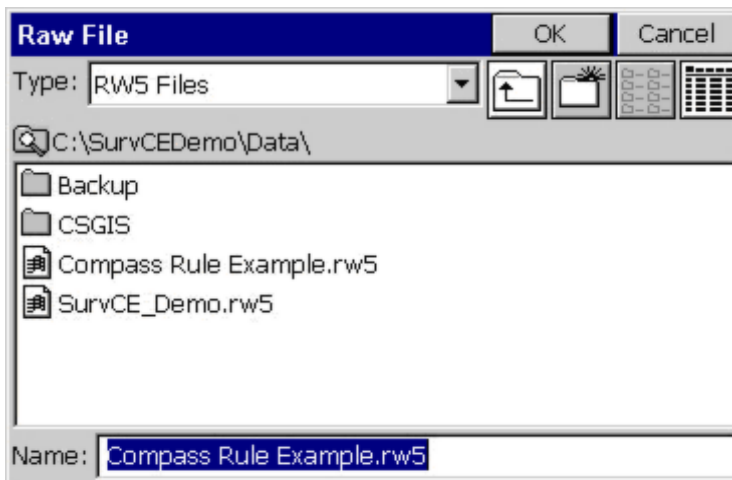 Raw File OK Cancel
Type: RW5 Files
C:\SurvCEDemo\Data\
Backup
CSGIS
Compass Rule Example.rw5
SurvCE_Demo.rw5
Name: Compass Rule Example.rw5